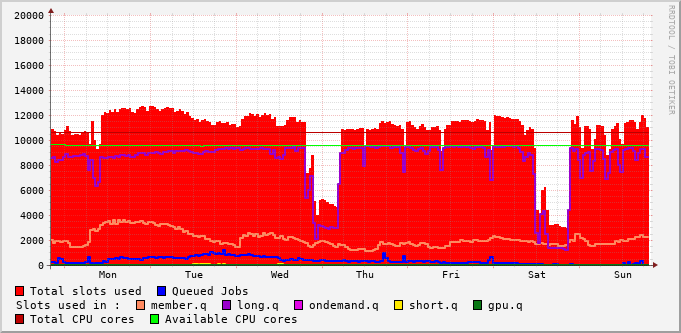 RRDTOOL / TOBI OETIKER
20000
18000
16000
14000
12000
10000
8000
6000
4000
2000
0
Mon Tue Wed Thu Fri Sat Sun
Total slots used Queued Jobs
Slots used in : member.q long.q ondemand.q short.q gpu.q
Total CPU cores Available CPU cores